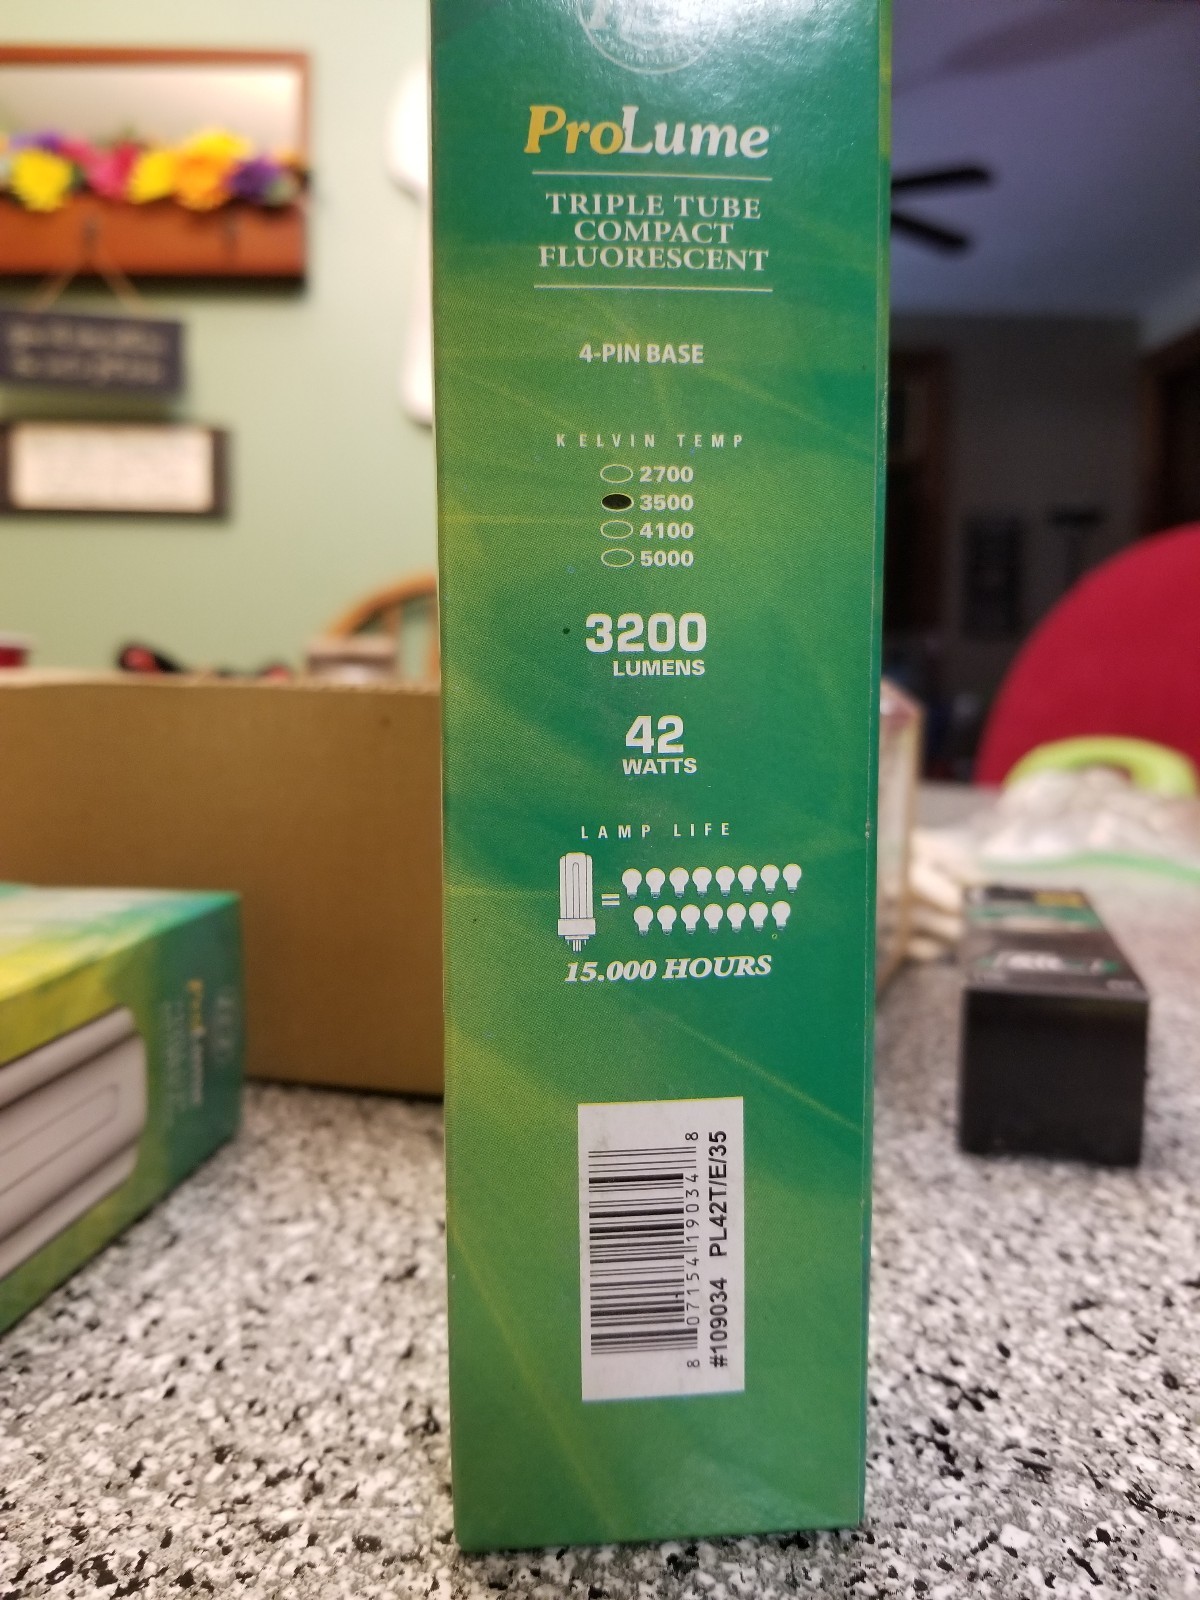 ProLume
TRIPLE TUBE
COMPACT
FLUORESCENT
4-PIN BASE
KELVIN TEMP
2700
3500
4100
5000
3200
LUMENS
42
WATTS
LAMP LIFE
=
15.000 HOURS
8 07154 19034 8
#109034 PL42T/E/35
ProLume